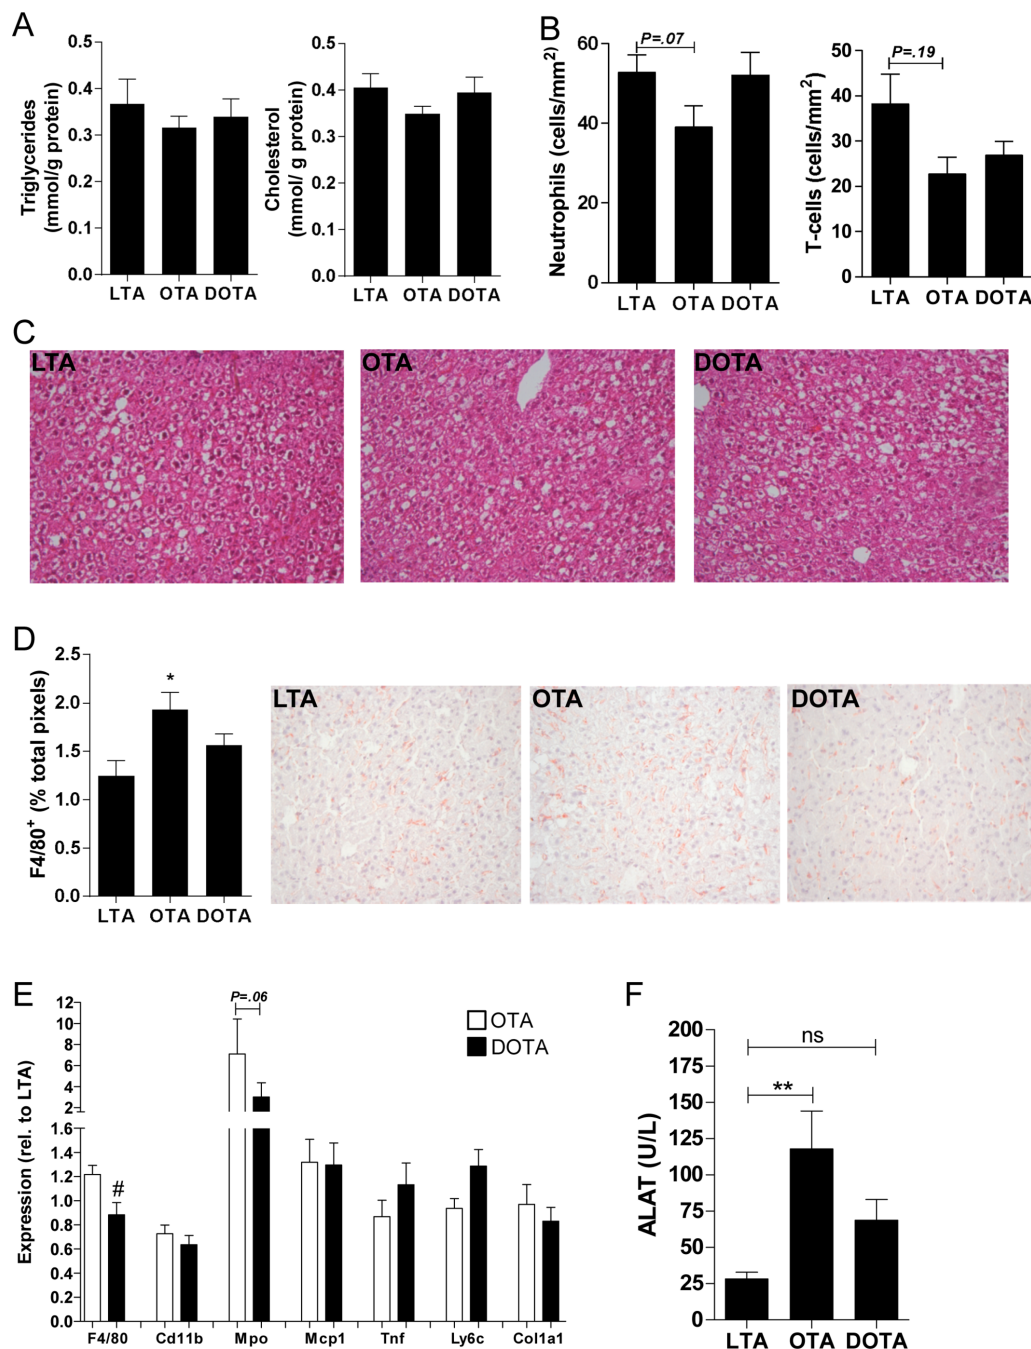 A
Triglycerides
(mmol/g protein)
0.5
0.4
0.3
0.2
0.1
0.0
LTA OTA DOTA
Cholesterol
(mmol/ g protein)
0.5
0.4
0.3
0.2
0.1
0.0
LTA OTA DOTA
B
Neutrophils (cells/mm²)
60
40
20
0
P=.07
LTA OTA DOTA
T-cells (cells/mm²)
50
40
30
20
10
0
P=.19
LTA OTA DOTA
C
LTA
OTA
DOTA
D
F4/80⁺ (% total pixels)
2.5
2.0
1.5
1.0
0.5
0.0
*
LTA OTA DOTA
LTA
OTA
DOTA
E
Expression (rel. to LTA)
12
10
8
6
4
2
1.6
1.4
1.2
1.0
0.8
0.6
0.4
0.2
0.0
P=.06
#
OTA
DOTA
F4/80 Cd11b Mpo Mcp1 Tnf Ly6c Col1a1
F
ALAT (U/L)
200
175
150
125
100
75
50
25
0
ns
**
LTA OTA DOTA